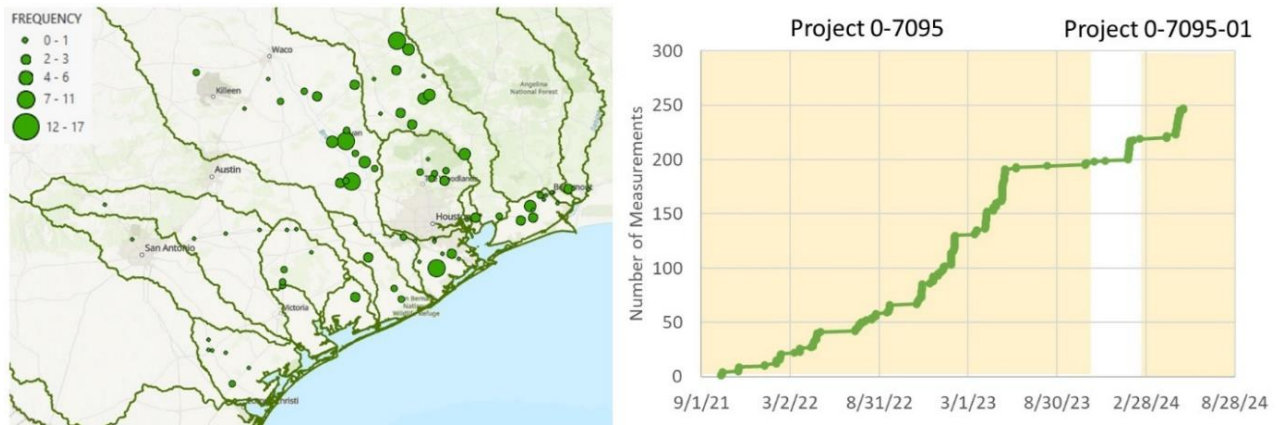 FREQUENCY
0 - 1
2 - 3
4 - 6
7 - 11
12 - 17
Waco
Killeen
Angelina
National Forest
Austin
Houston
San Antonio
Victoria
Project 0-7095
Project 0-7095-01
Number of Measurements
300
250
200
150
100
50
0
9/1/21
3/2/22
8/31/22
3/1/23
8/30/23
2/28/24
8/28/24